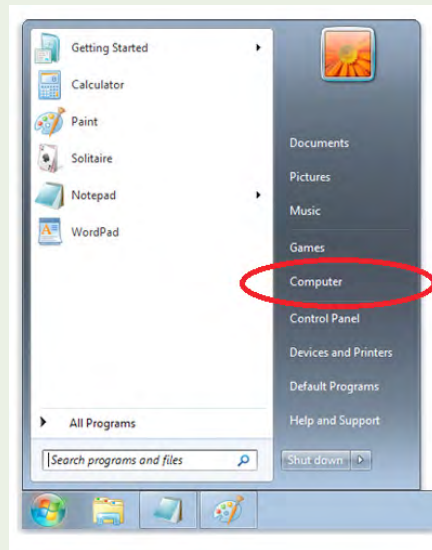 Getting Started
Calculator
Paint
Solitaire
Notepad
WordPad
All Programs
Search programs and files
Documents
Pictures
Music
Games
Computer
Control Panel
Devices and Printers
Default Programs
Help and Support
Shut down